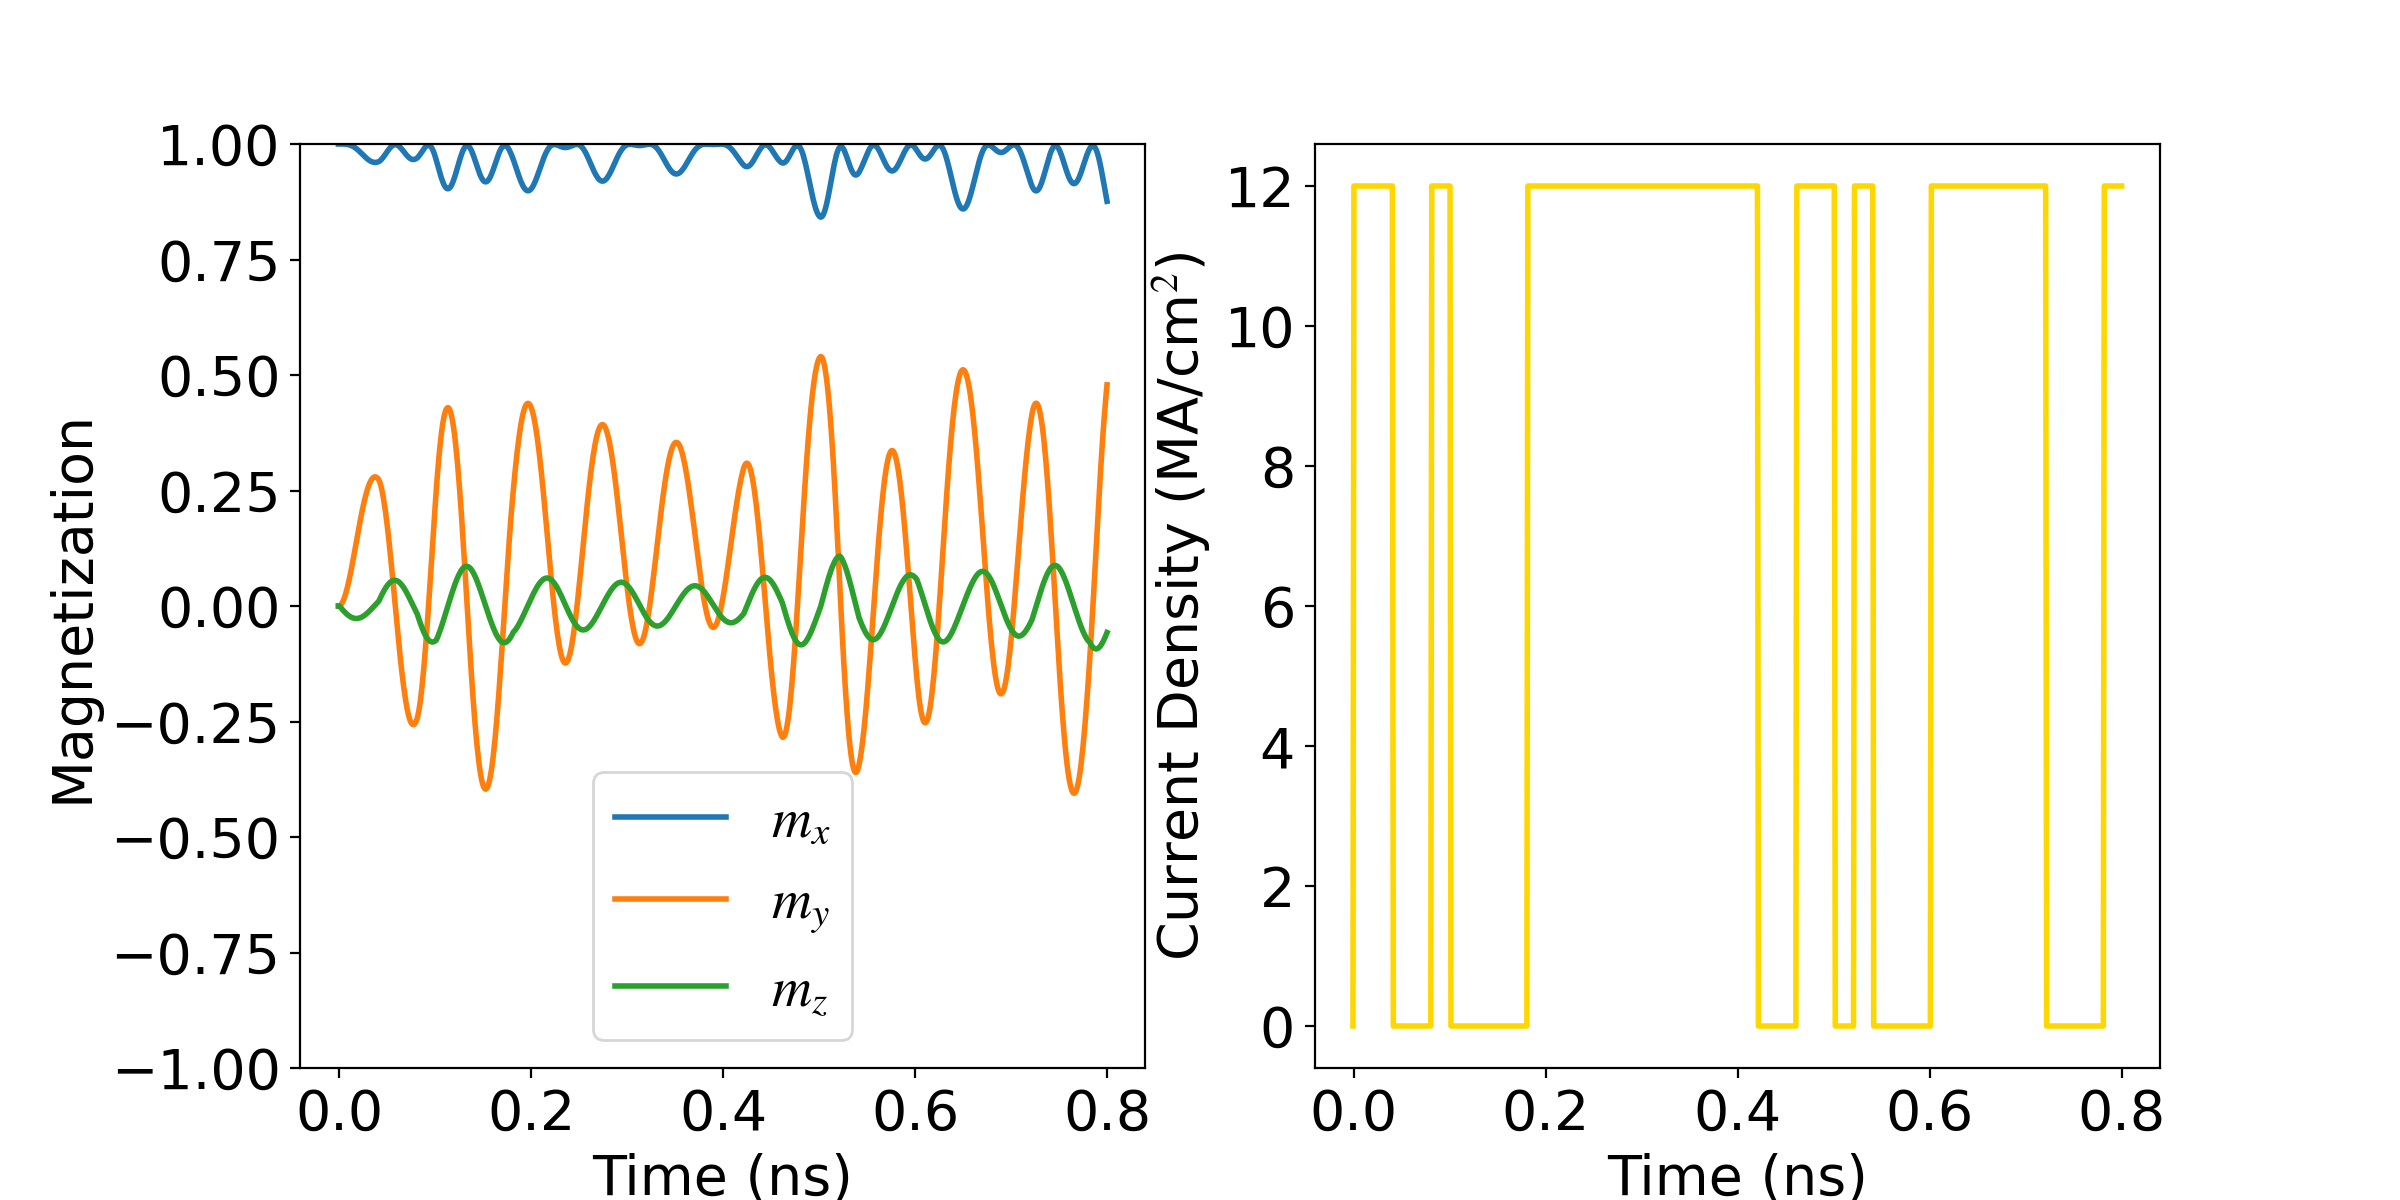 Magnetization
1.00
0.75
0.50
0.25
0.00
−0.25
−0.50
−0.75
−1.00
0.0 0.2 0.4 0.6 0.8
Time (ns)
m_x
m_y
m_z
Current Density (MA/cm²)
12
10
8
6
4
2
0
0.0 0.2 0.4 0.6 0.8
Time (ns)